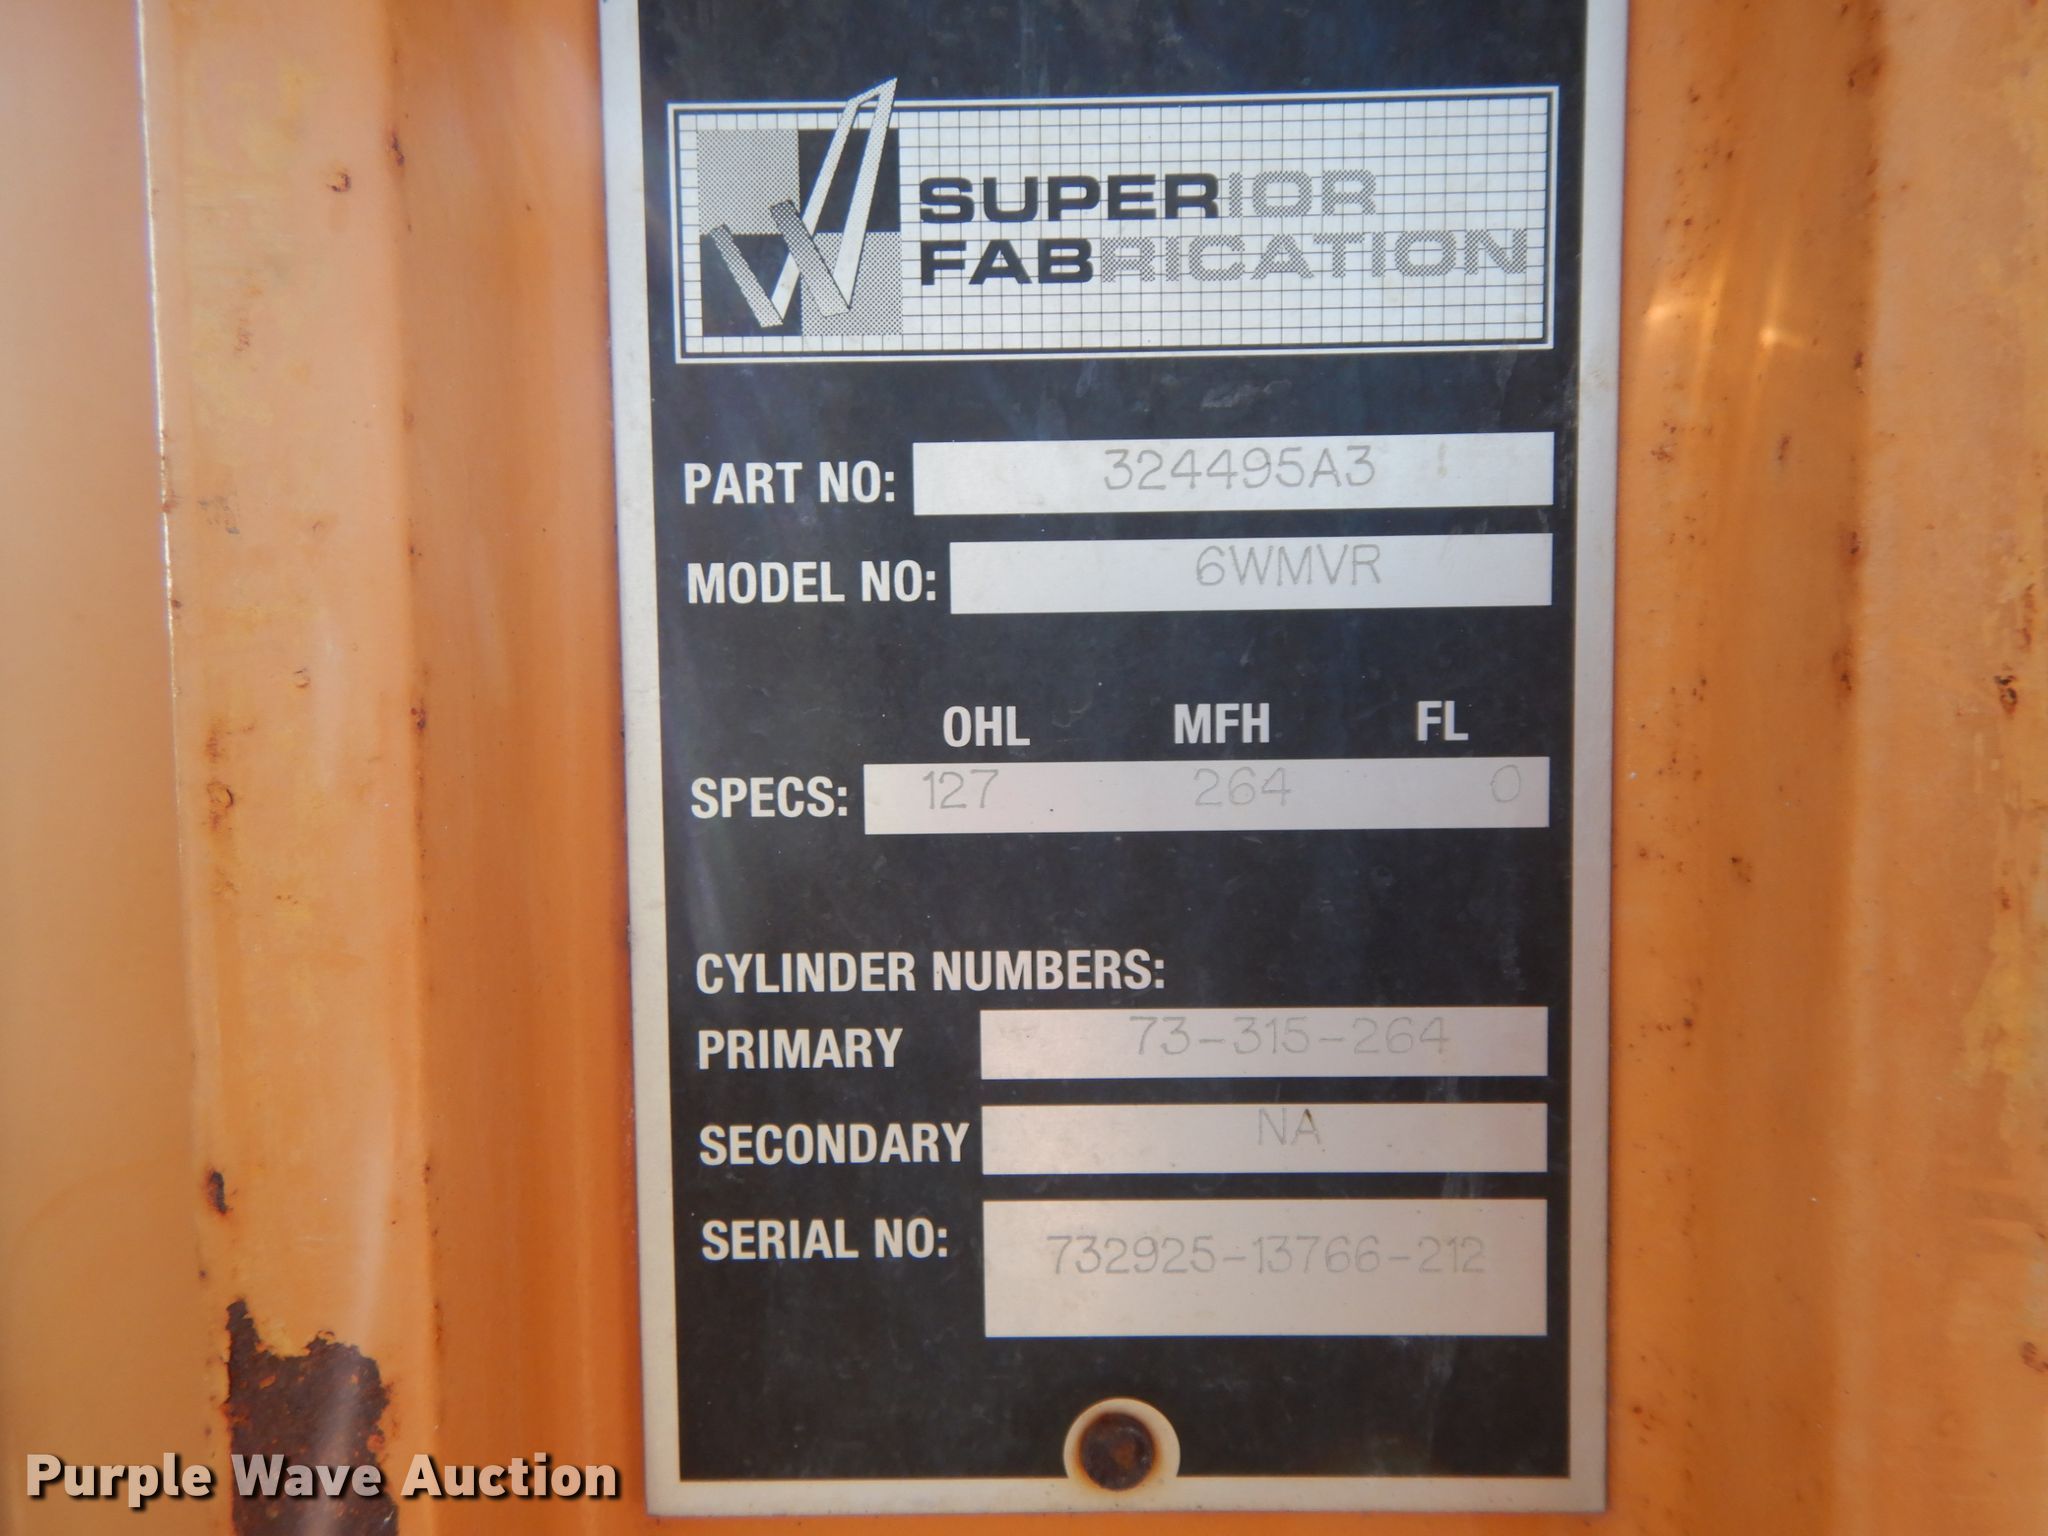 SUPERIOR
FABRICATION
PART NO: 324495A3
MODEL NO: 6WMVR
OHL MFH FL
SPECS: 127 264 0
CYLINDER NUMBERS:
PRIMARY 73-315-264
SECONDARY NA
SERIAL NO: 732925-13766-212
Purple Wave Auction